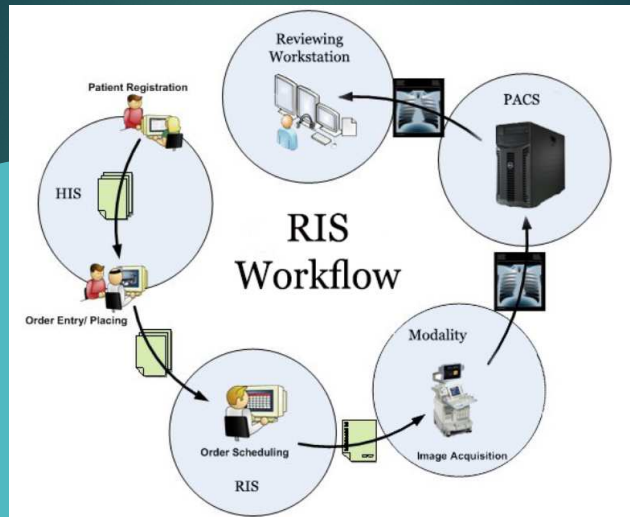 Reviewing
Workstation
Patient Registration
PACS
HIS
RIS
Workflow
Order Entry/ Placing
Modality
Order Scheduling
Image Acquisition
RIS